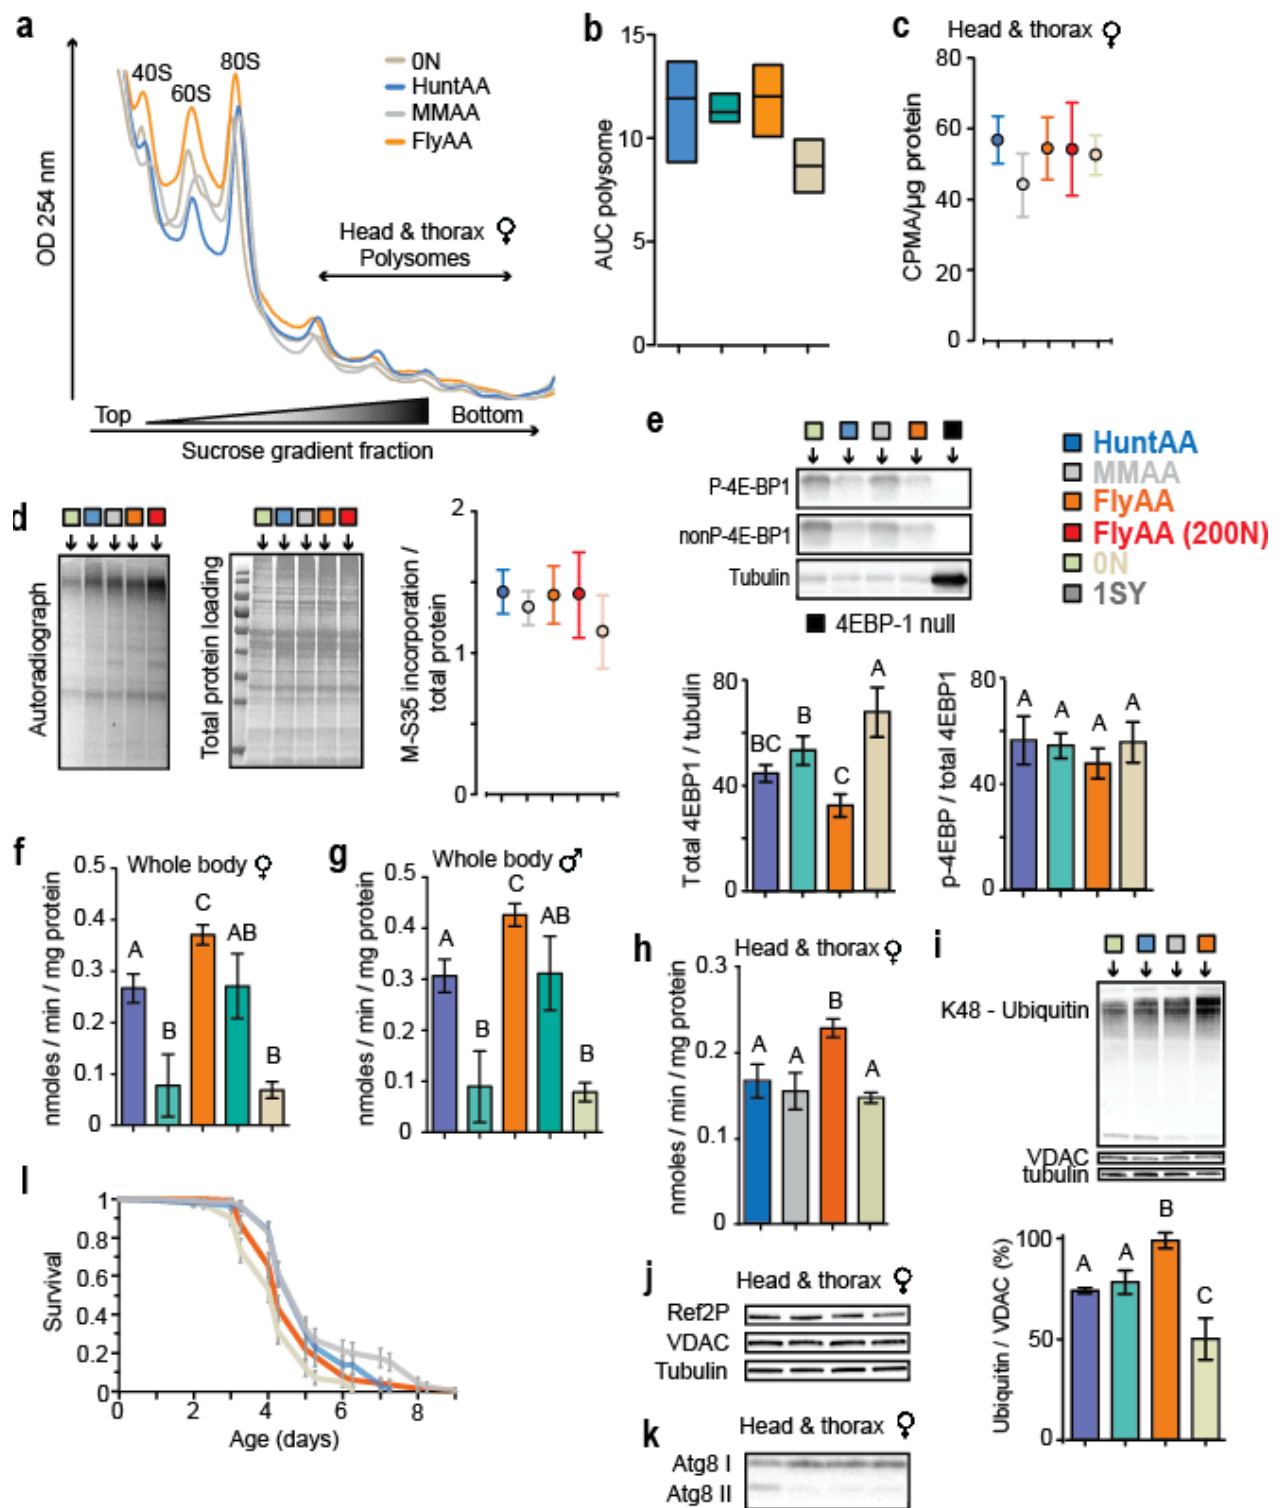 a
40S
60S
80S
0N
HuntAA
MMAA
FlyAA
OD 254 nm
Head & thorax ♀
Polysomes
Top
Bottom
Sucrose gradient fraction
b
15
10
5
0
AUC polysome
c
Head & thorax ♀
80
60
40
20
0
CPMA/µg protein
d
Autoradiograph
Total protein loading
2
1
0
M-S35 incorporation /
total protein
e
P-4E-BP1
nonP-4E-BP1
Tubulin
4EBP-1 null
HuntAA
MMAA
FlyAA
FlyAA (200N)
0N
1SY
80
40
0
Total 4EBP1 / tubulin
BC
B
C
A
80
40
0
p-4EBP / total 4EBP1
A
A
A
A
f
Whole body ♀
0.5
0.4
0.3
0.2
0.1
0
nmoles / min / mg protein
A
B
C
AB
B
g
Whole body ♂
0.5
0.4
0.3
0.2
0.1
0
nmoles / min / mg protein
A
B
C
AB
B
h
Head & thorax ♀
0.3
0.2
0.1
0
nmoles / min / mg protein
A
A
B
A
i
K48 - Ubiquitin
VDAC
tubulin
100
50
0
Ubiquitin / VDAC (%)
A
A
B
C
j
Head & thorax ♀
Ref2P
VDAC
Tubulin
k
Head & thorax ♀
Atg8 I
Atg8 II
l
1
0.8
0.6
0.4
0.2
0
Survival
0
2
4
6
8
Age (days)